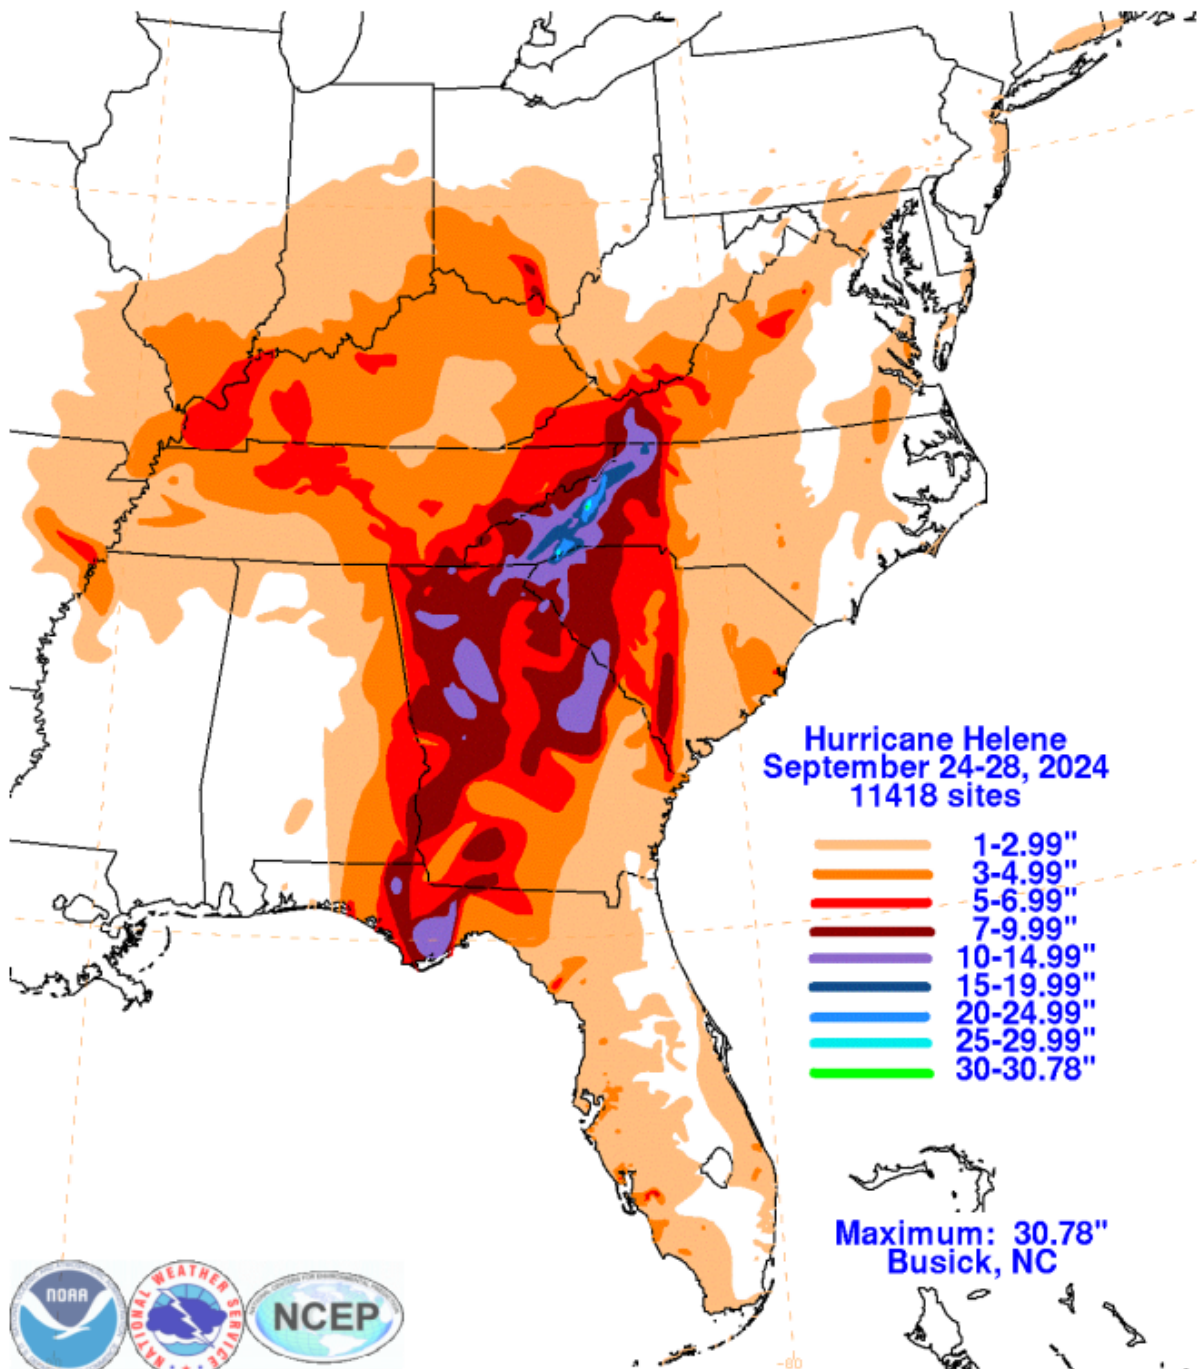 Hurricane Helene
September 24-28, 2024
11418 sites
1-2.99"
3-4.99"
5-6.99"
7-9.99"
10-14.99"
15-19.99"
20-24.99"
25-29.99"
30-30.78"
Maximum: 30.78"
Busick, NC
NOAA
NATIONAL WEATHER SERVICE
NCEP
-80